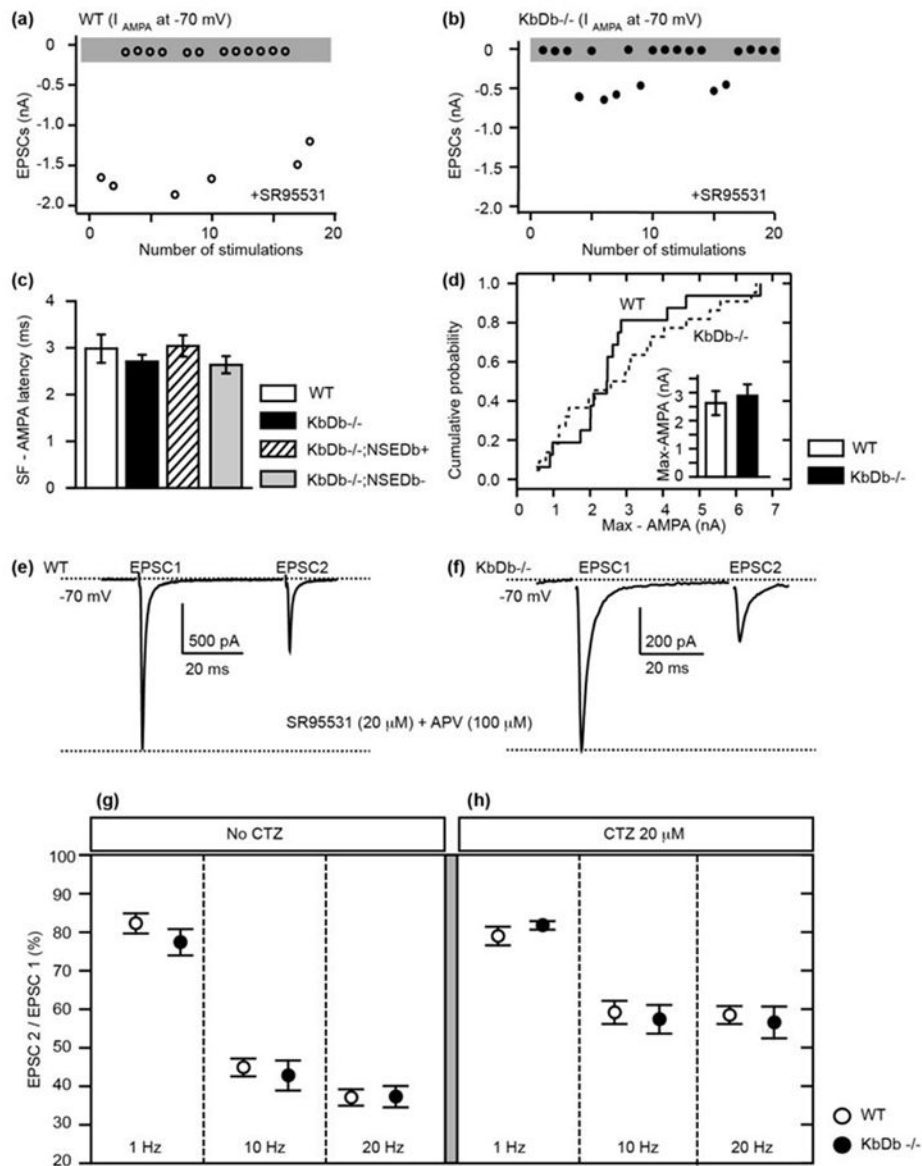 (a)
WT (I AMPA at -70 mV)
EPSCs (nA)
0
-0.5
-1.0
-1.5
-2.0
+SR95531
0
10
20
Number of stimulations
(b)
KbDb-/- (I AMPA at -70 mV)
EPSCs (nA)
0
-0.5
-1.0
-1.5
-2.0
+SR95531
0
10
20
Number of stimulations
(c)
SF - AMPA latency (ms)
4
3
2
1
0
WT
KbDb-/-
KbDb-/-;NSEDb+
KbDb-/-;NSEDb-
(d)
Cumulative probability
1.0
0.8
0.6
0.4
0.2
0.0
WT
KbDb-/-
Max-AMPA (nA)
3
2
1
0
1 2 3 4 5 6 7
Max - AMPA (nA)
WT
KbDb-/-
(e)
WT
EPSC1
EPSC2
-70 mV
500 pA
20 ms
(f)
KbDb-/-
EPSC1
EPSC2
-70 mV
200 pA
20 ms
SR95531 (20 μM) + APV (100 μM)
(g)
No CTZ
(h)
CTZ 20 μM
EPSC 2 / EPSC 1 (%)
100
90
80
70
60
50
40
30
20
1 Hz
10 Hz
20 Hz
1 Hz
10 Hz
20 Hz
WT
KbDb -/-